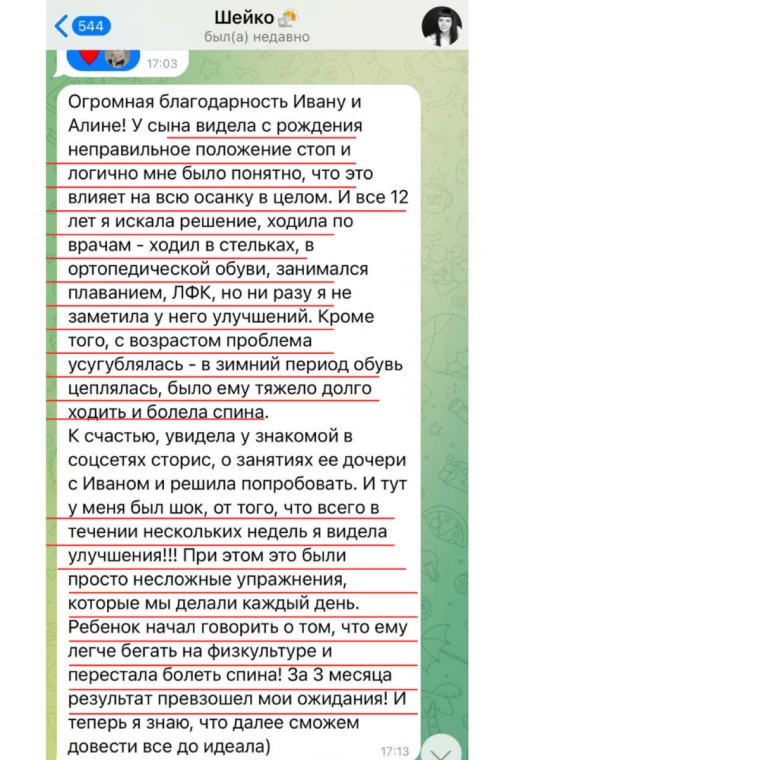 544
Шейко
был(а) недавно
17:03
Огромная благодарность Ивану и
Алине! У сына видела с рождения
неправильное положение стоп и
логично мне было понятно, что это
влияет на всю осанку в целом. И все 12
лет я искала решение, ходила по
врачам - ходил в стельках, в
ортопедической обуви, занимался
плаванием, ЛФК, но ни разу я не
заметила у него улучшений. Кроме
того, с возрастом проблема
усугублялась - в зимний период обувь
цеплялась, было ему тяжело долго
ходить и болела спина.
К счастью, увидела у знакомой в
соцсетях сторис, о занятиях ее дочери
с Иваном и решила попробовать. И тут
у меня был шок, от того, что всего в
течении нескольких недель я видела
улучшения!!! При этом это были
просто несложные упражнения,
которые мы делали каждый день.
Ребенок начал говорить о том, что ему
легче бегать на физкультуре и
перестала болеть спина! За 3 месяца
результат превзошел мои ожидания! И
теперь я знаю, что далее сможем
довести все до идеала)
17:13